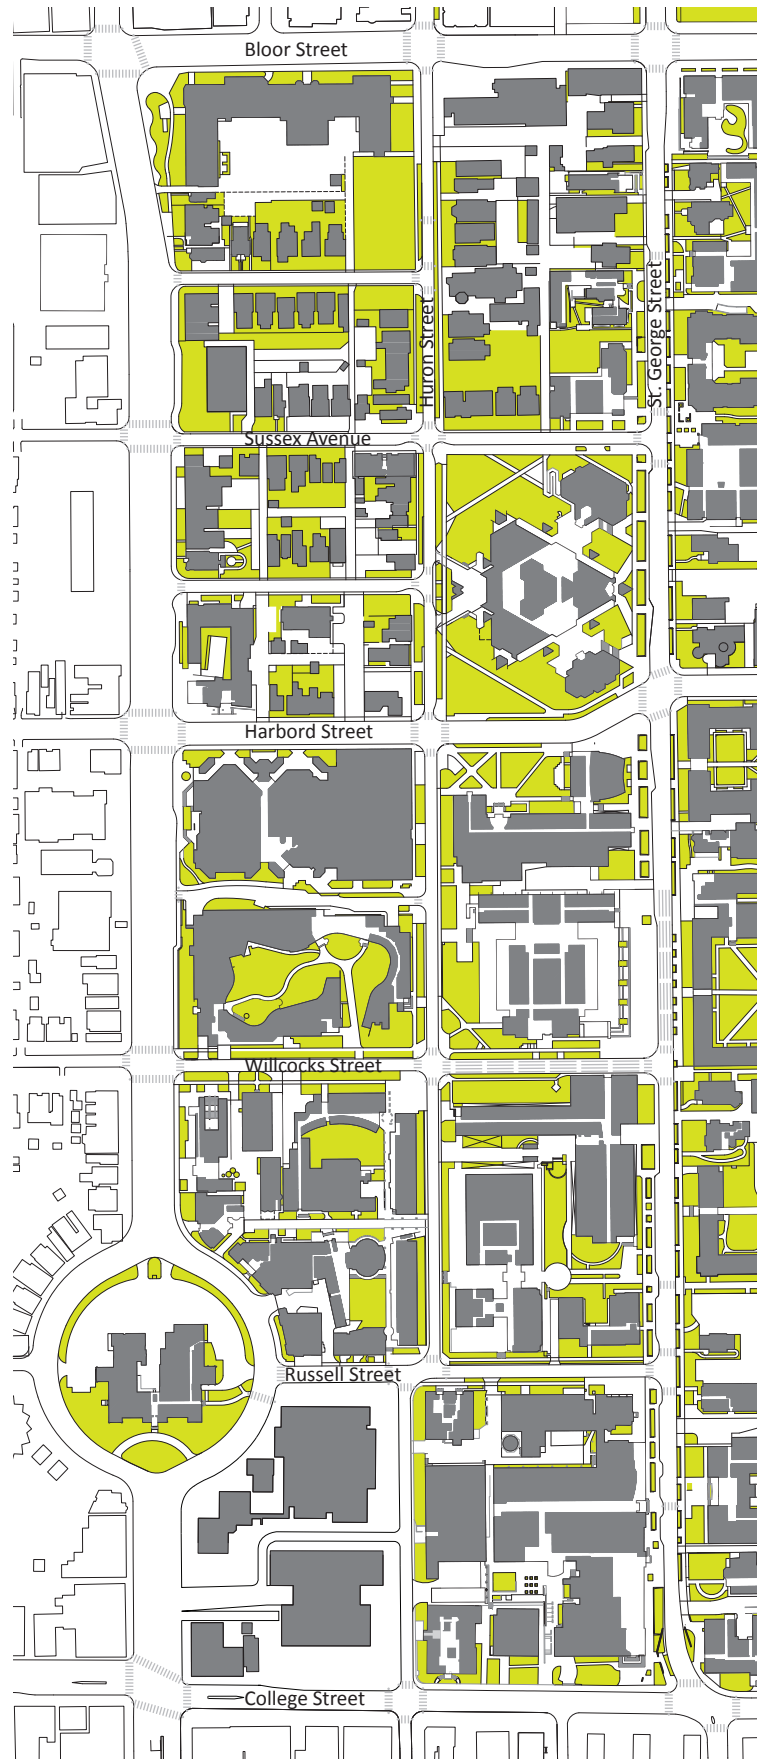 Bloor Street
Huron Street
St. George Street
Sussex Avenue
Harbord Street
Willcocks Street
Russell Street
College Street